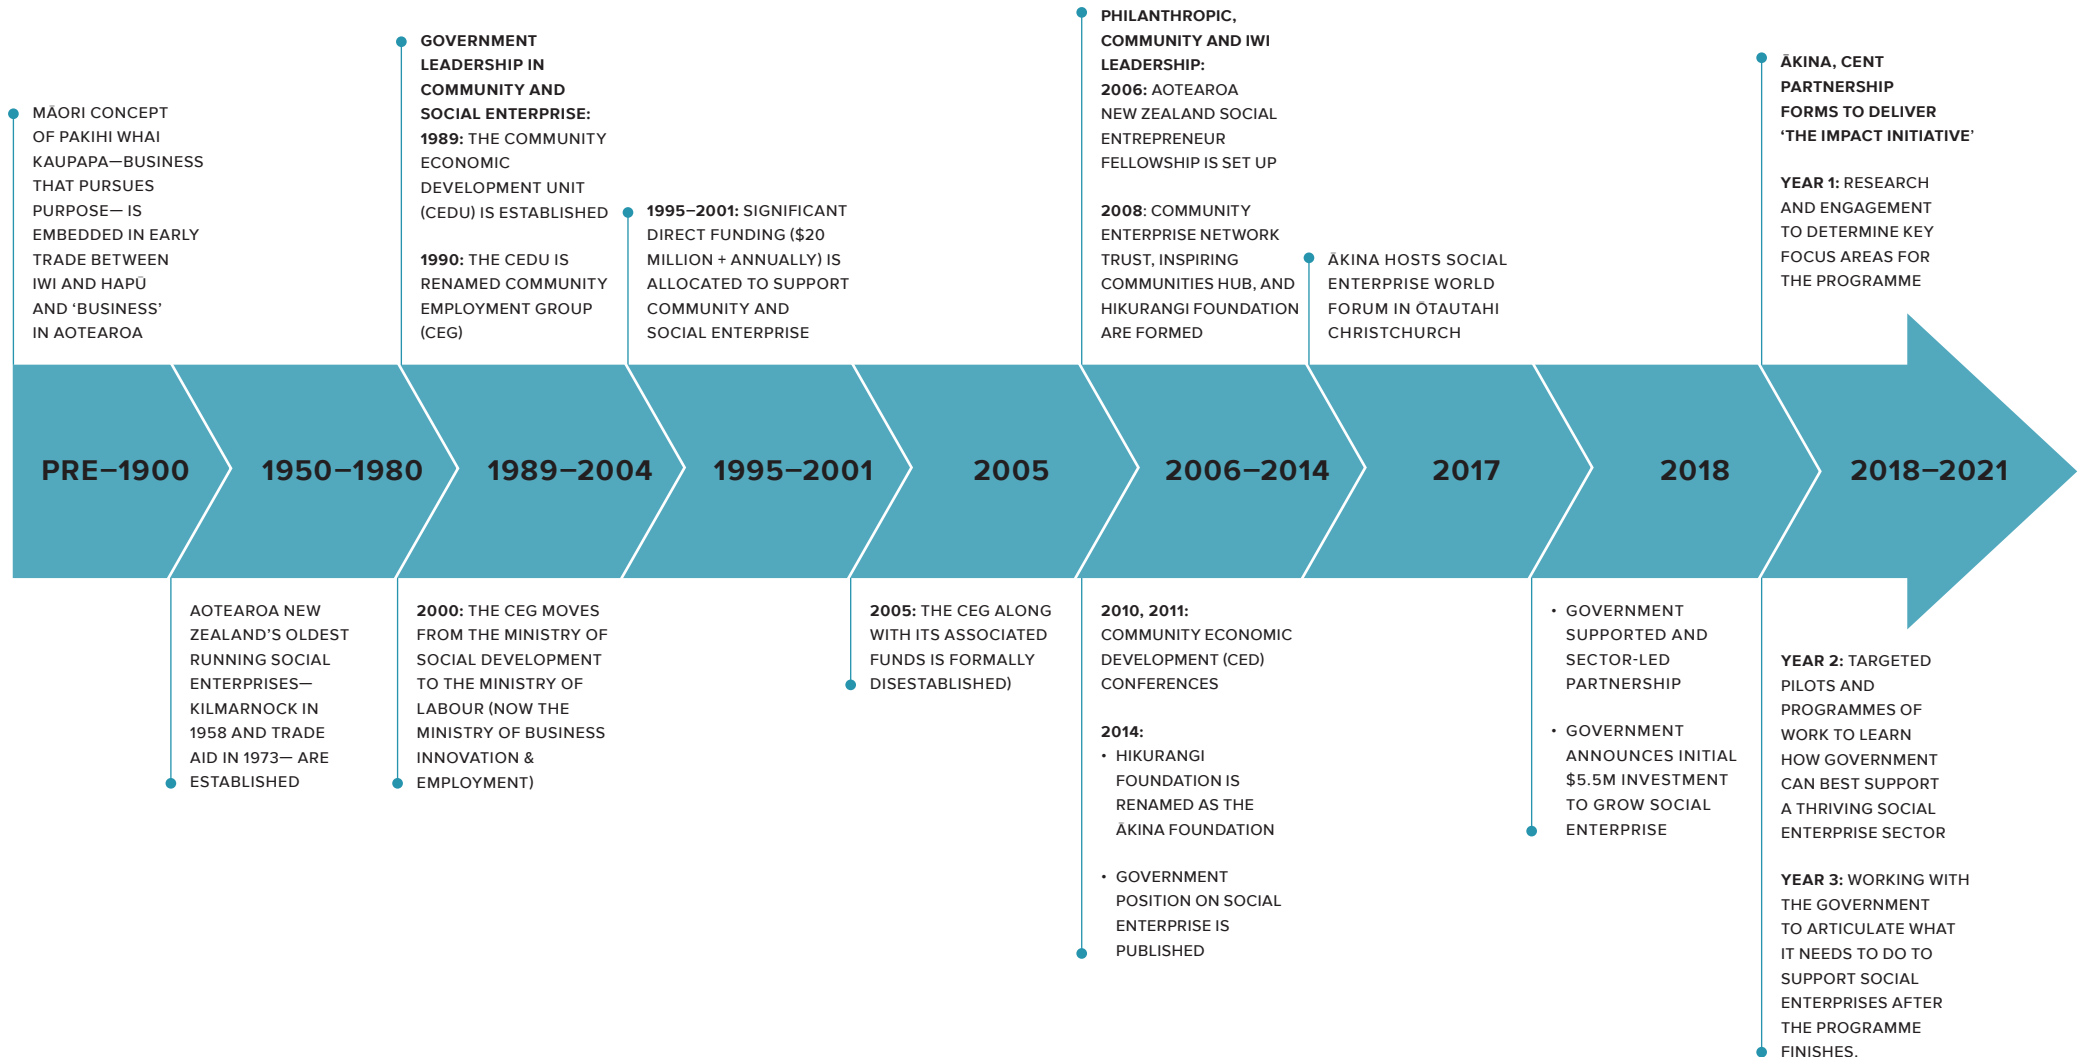 MĀORI CONCEPT
OF PAKIHI WHAI
KAUPAPA—BUSINESS
THAT PURSUES
PURPOSE— IS
EMBEDDED IN EARLY
TRADE BETWEEN
IWI AND HAPŪ
AND ‘BUSINESS’
IN AOTEAROA
GOVERNMENT
LEADERSHIP IN
COMMUNITY AND
SOCIAL ENTERPRISE:
1989: THE COMMUNITY
ECONOMIC
DEVELOPMENT UNIT
(CEDU) IS ESTABLISHED
1990: THE CEDU IS
RENAMED COMMUNITY
EMPLOYMENT GROUP
(CEG)
1995–2001: SIGNIFICANT
DIRECT FUNDING ($20
MILLION + ANNUALLY) IS
ALLOCATED TO SUPPORT
COMMUNITY AND
SOCIAL ENTERPRISE
PHILANTHROPIC,
COMMUNITY AND IWI
LEADERSHIP:
2006: AOTEAROA
NEW ZEALAND SOCIAL
ENTREPRENEUR
FELLOWSHIP IS SET UP
2008: COMMUNITY
ENTERPRISE NETWORK
TRUST, INSPIRING
COMMUNITIES HUB, AND
HIKURANGI FOUNDATION
ARE FORMED
ĀKINA HOSTS SOCIAL
ENTERPRISE WORLD
FORUM IN ŌTAUTAHI
CHRISTCHURCH
ĀKINA, CENT
PARTNERSHIP
FORMS TO DELIVER
‘THE IMPACT INITIATIVE’
YEAR 1: RESEARCH
AND ENGAGEMENT
TO DETERMINE KEY
FOCUS AREAS FOR
THE PROGRAMME
PRE–1900
1950–1980
1989–2004
1995–2001
2005
2006–2014
2017
2018
2018–2021
AOTEAROA NEW
ZEALAND’S OLDEST
RUNNING SOCIAL
ENTERPRISES—
KILMARNOCK IN
1958 AND TRADE
AID IN 1973— ARE
ESTABLISHED
2000: THE CEG MOVES
FROM THE MINISTRY OF
SOCIAL DEVELOPMENT
TO THE MINISTRY OF
LABOUR (NOW THE
MINISTRY OF BUSINESS
INNOVATION &
EMPLOYMENT)
2005: THE CEG ALONG
WITH ITS ASSOCIATED
FUNDS IS FORMALLY
DISESTABLISHED)
2010, 2011:
COMMUNITY ECONOMIC
DEVELOPMENT (CED)
CONFERENCES
2014:
• HIKURANGI
FOUNDATION IS
RENAMED AS THE
ĀKINA FOUNDATION
• GOVERNMENT
POSITION ON SOCIAL
ENTERPRISE IS
PUBLISHED
• GOVERNMENT
SUPPORTED AND
SECTOR-LED
PARTNERSHIP
• GOVERNMENT
ANNOUNCES INITIAL
$5.5M INVESTMENT
TO GROW SOCIAL
ENTERPRISE
YEAR 2: TARGETED
PILOTS AND
PROGRAMMES OF
WORK TO LEARN
HOW GOVERNMENT
CAN BEST SUPPORT
A THRIVING SOCIAL
ENTERPRISE SECTOR
YEAR 3: WORKING WITH
THE GOVERNMENT
TO ARTICULATE WHAT
IT NEEDS TO DO TO
SUPPORT SOCIAL
ENTERPRISES AFTER
THE PROGRAMME
FINISHES.